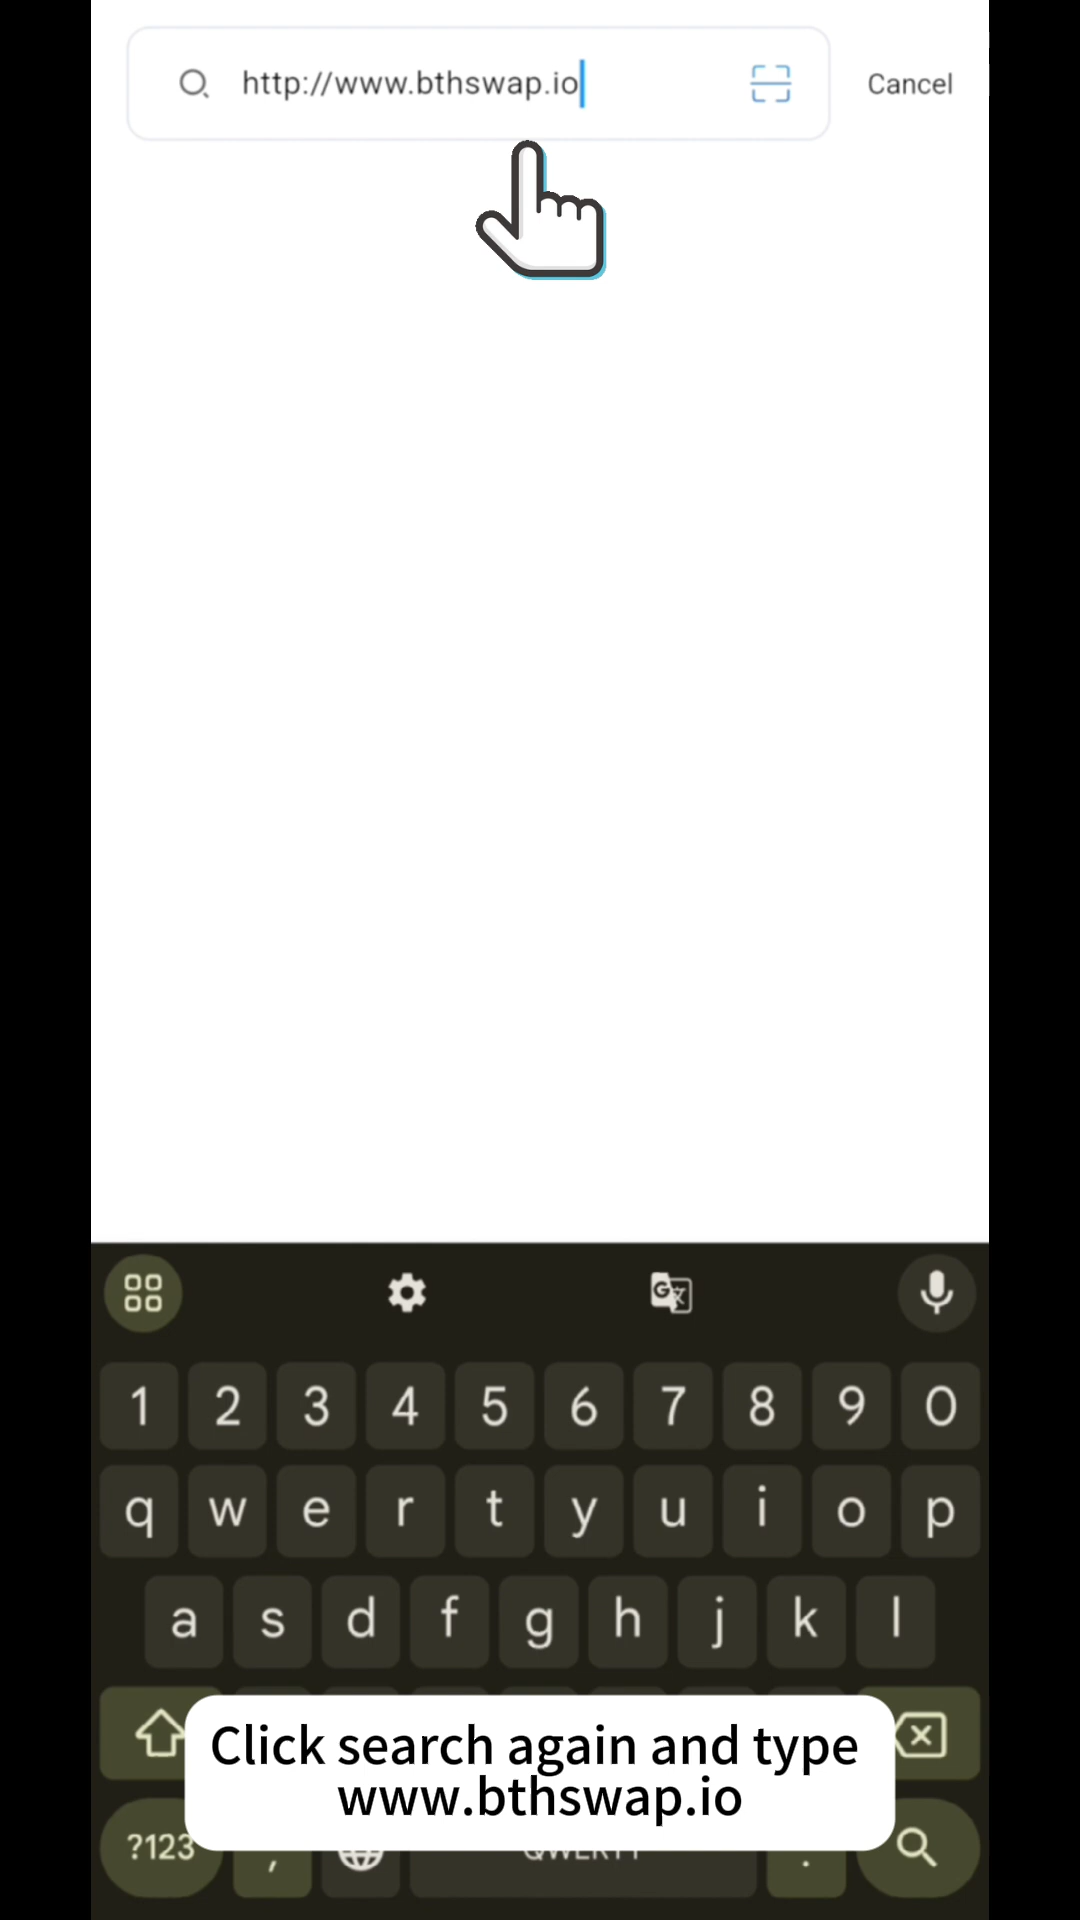 http://www.bthswap.io
Cancel
1 2 3 4 5 6 7 8 9 0
q w e r t y u i o p
a s d f g h j k l
Click search again and type
www.bthswap.io
?123 , QWERTY .